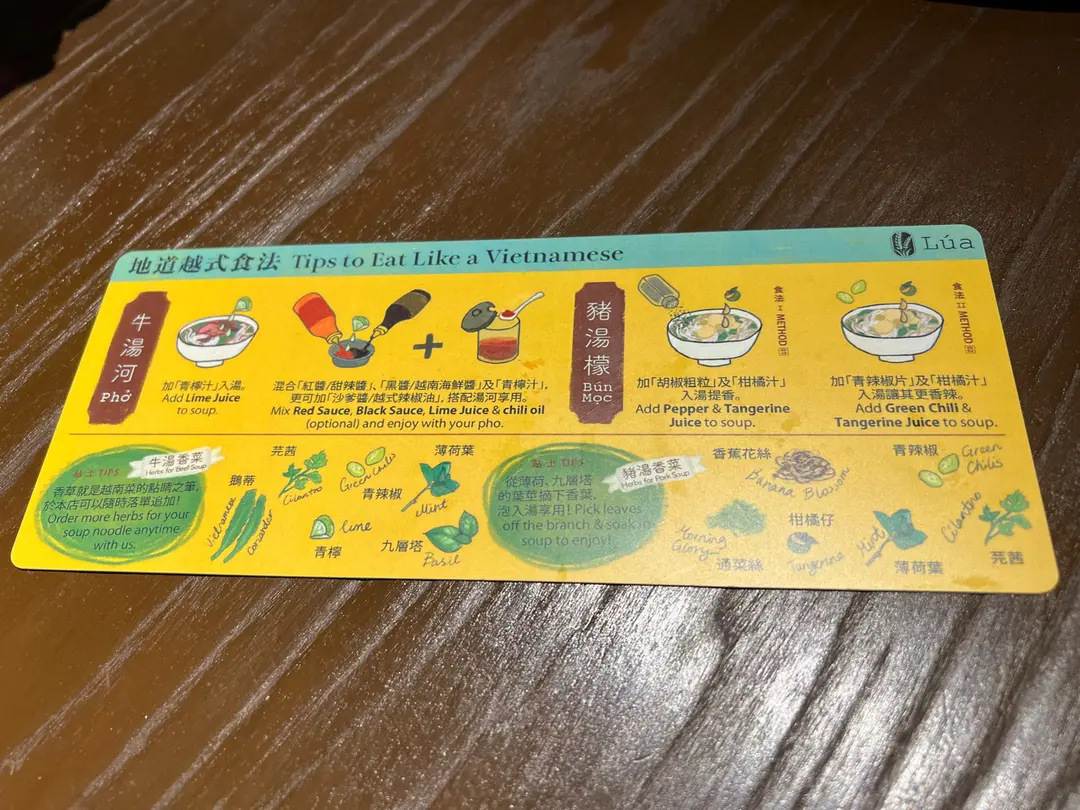 地道越式食法 Tips to Eat Like a Vietnamese
Lúa
牛湯河
Phở
加「青檸汁」入湯。
Add Lime Juice
to soup.
混合「紅醬/甜辣醬」、「黑醬/越南海鮮醬」及「青檸汁」,
更可加「沙爹醬/越式辣椒油」，搭配湯河享用。
Mix Red Sauce, Black Sauce, Lime Juice & chili oil
(optional) and enjoy with your pho.
豬湯檬
Bún
Mọc
食法 METHOD
加「胡椒粗粒」及「柑橘汁」
入湯提香。
Add Pepper & Tangerine
Juice to soup.
食法 METHOD
加「青辣椒片」及「柑橘汁」
入湯讓其更香辣。
Add Green Chili &
Tangerine Juice to soup.
貼士 TIPS
牛湯香菜
Herbs for Beef Soup
香草就是越南菜的點睛之筆,
於本店可以隨時落單追加!
Order more herbs for your
soup noodle anytime
with us.
鵝蒂
Vietnamese
Coriander
芫茜
Cilantro
Green Chilis
青辣椒
薄荷葉
Mint
lime
青檸
九層塔
Basil
貼士 TIPS
豬湯香菜
Herbs for Pork Soup
從薄荷、九層塔
的葉莖摘下香葉,
泡入湯享用! Pick leaves
off the branch & soak in
soup to enjoy!
香蕉花絲
Banana Blossom
青辣椒
Green
Chilis
Morning
Glory
通菜絲
柑橘仔
Tangerine
Mint
薄荷葉
Cilantro
芫茜